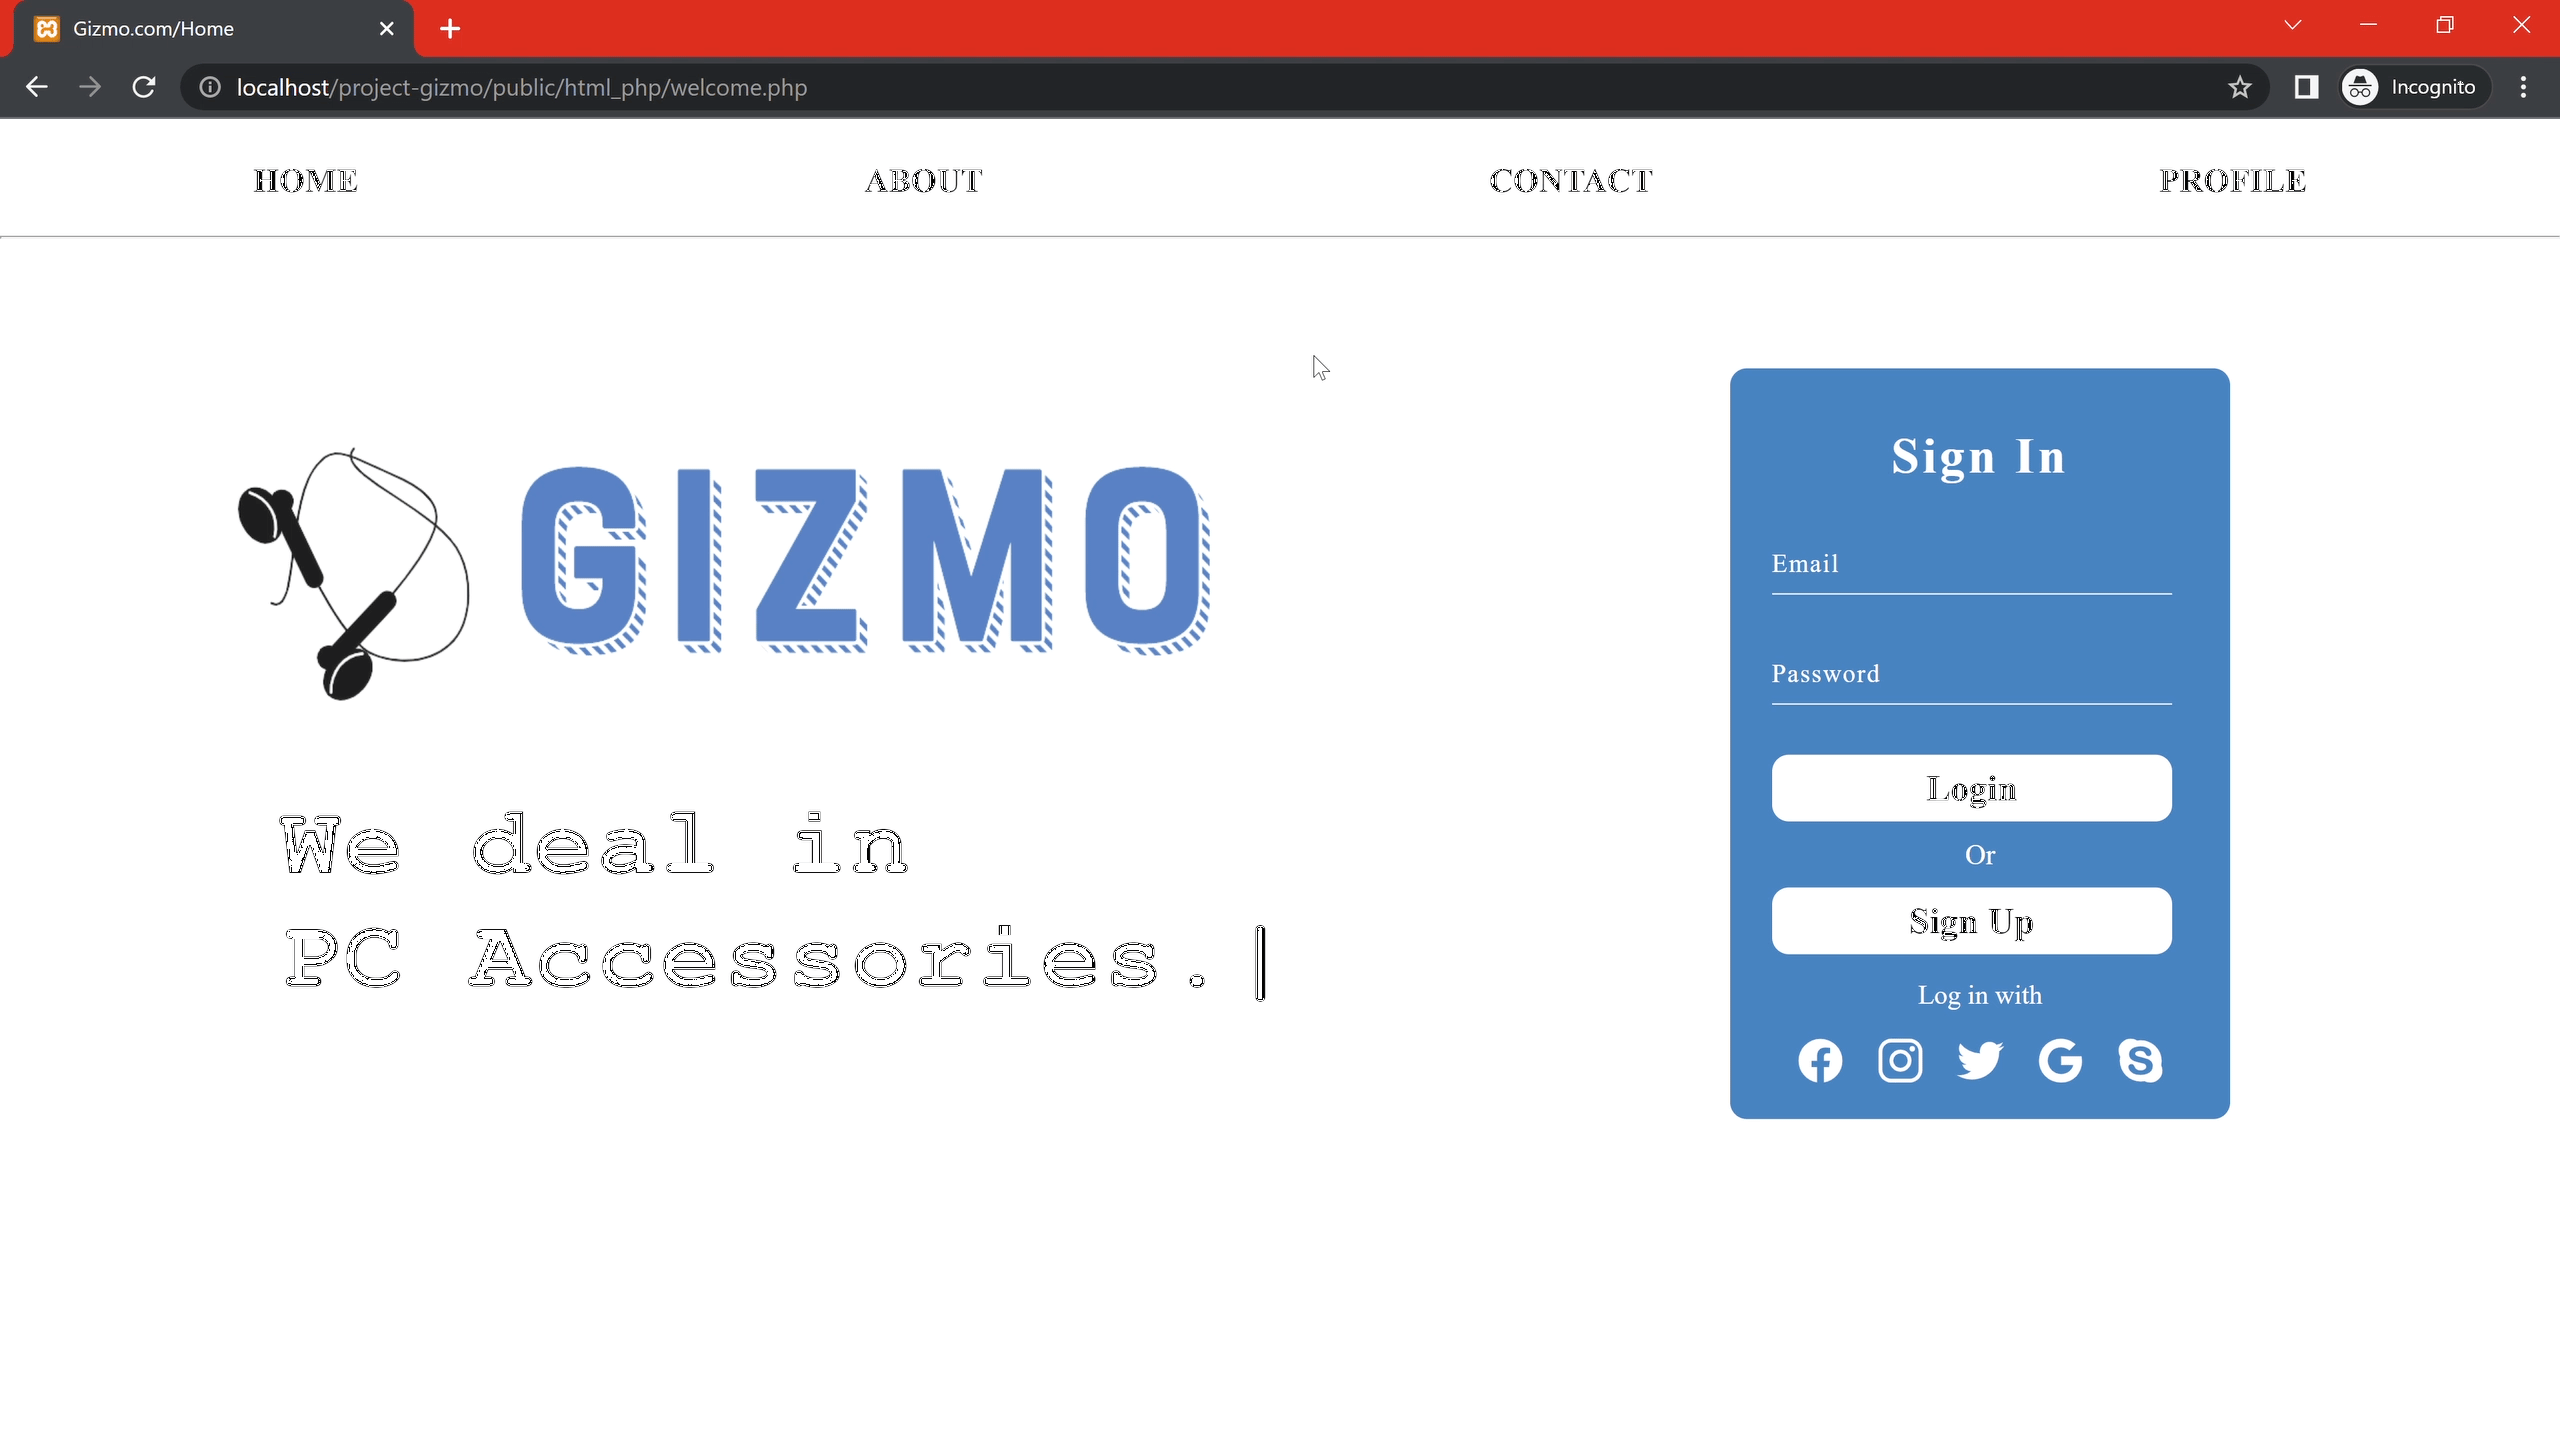 Gizmo.com/Home
localhost/project-gizmo/public/html_php/welcome.php
Incognito
HOME ABOUT CONTACT PROFILE
GIZMO
We deal in
PC Accessories.|
Sign In
Email
Password
Login
Or
Sign Up
Log in with